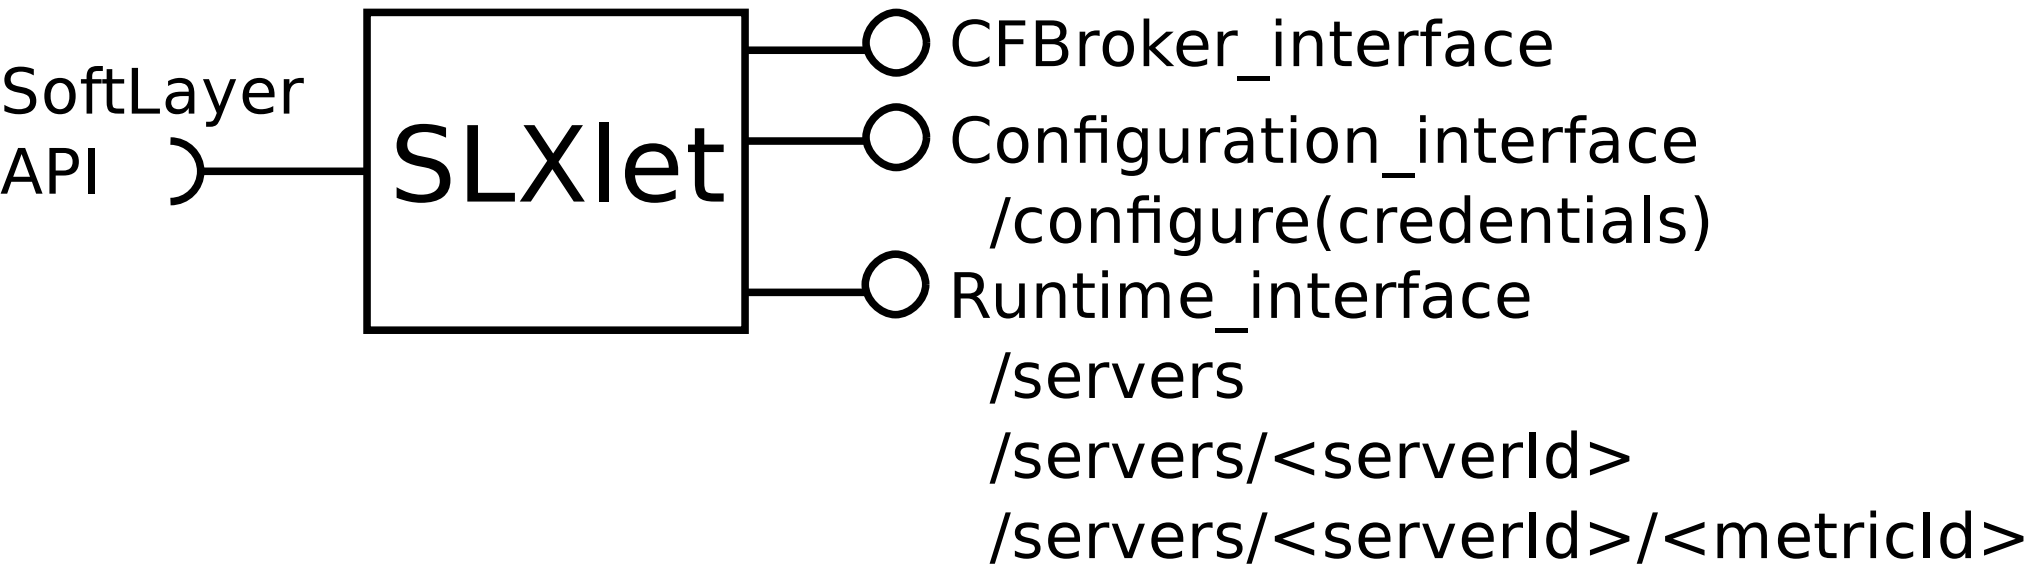 SoftLayer
API
SLXlet
CFBroker_interface
Configuration_interface
/configure(credentials)
Runtime_interface
/servers
/servers/<serverId>
/servers/<serverId>/<metricId>